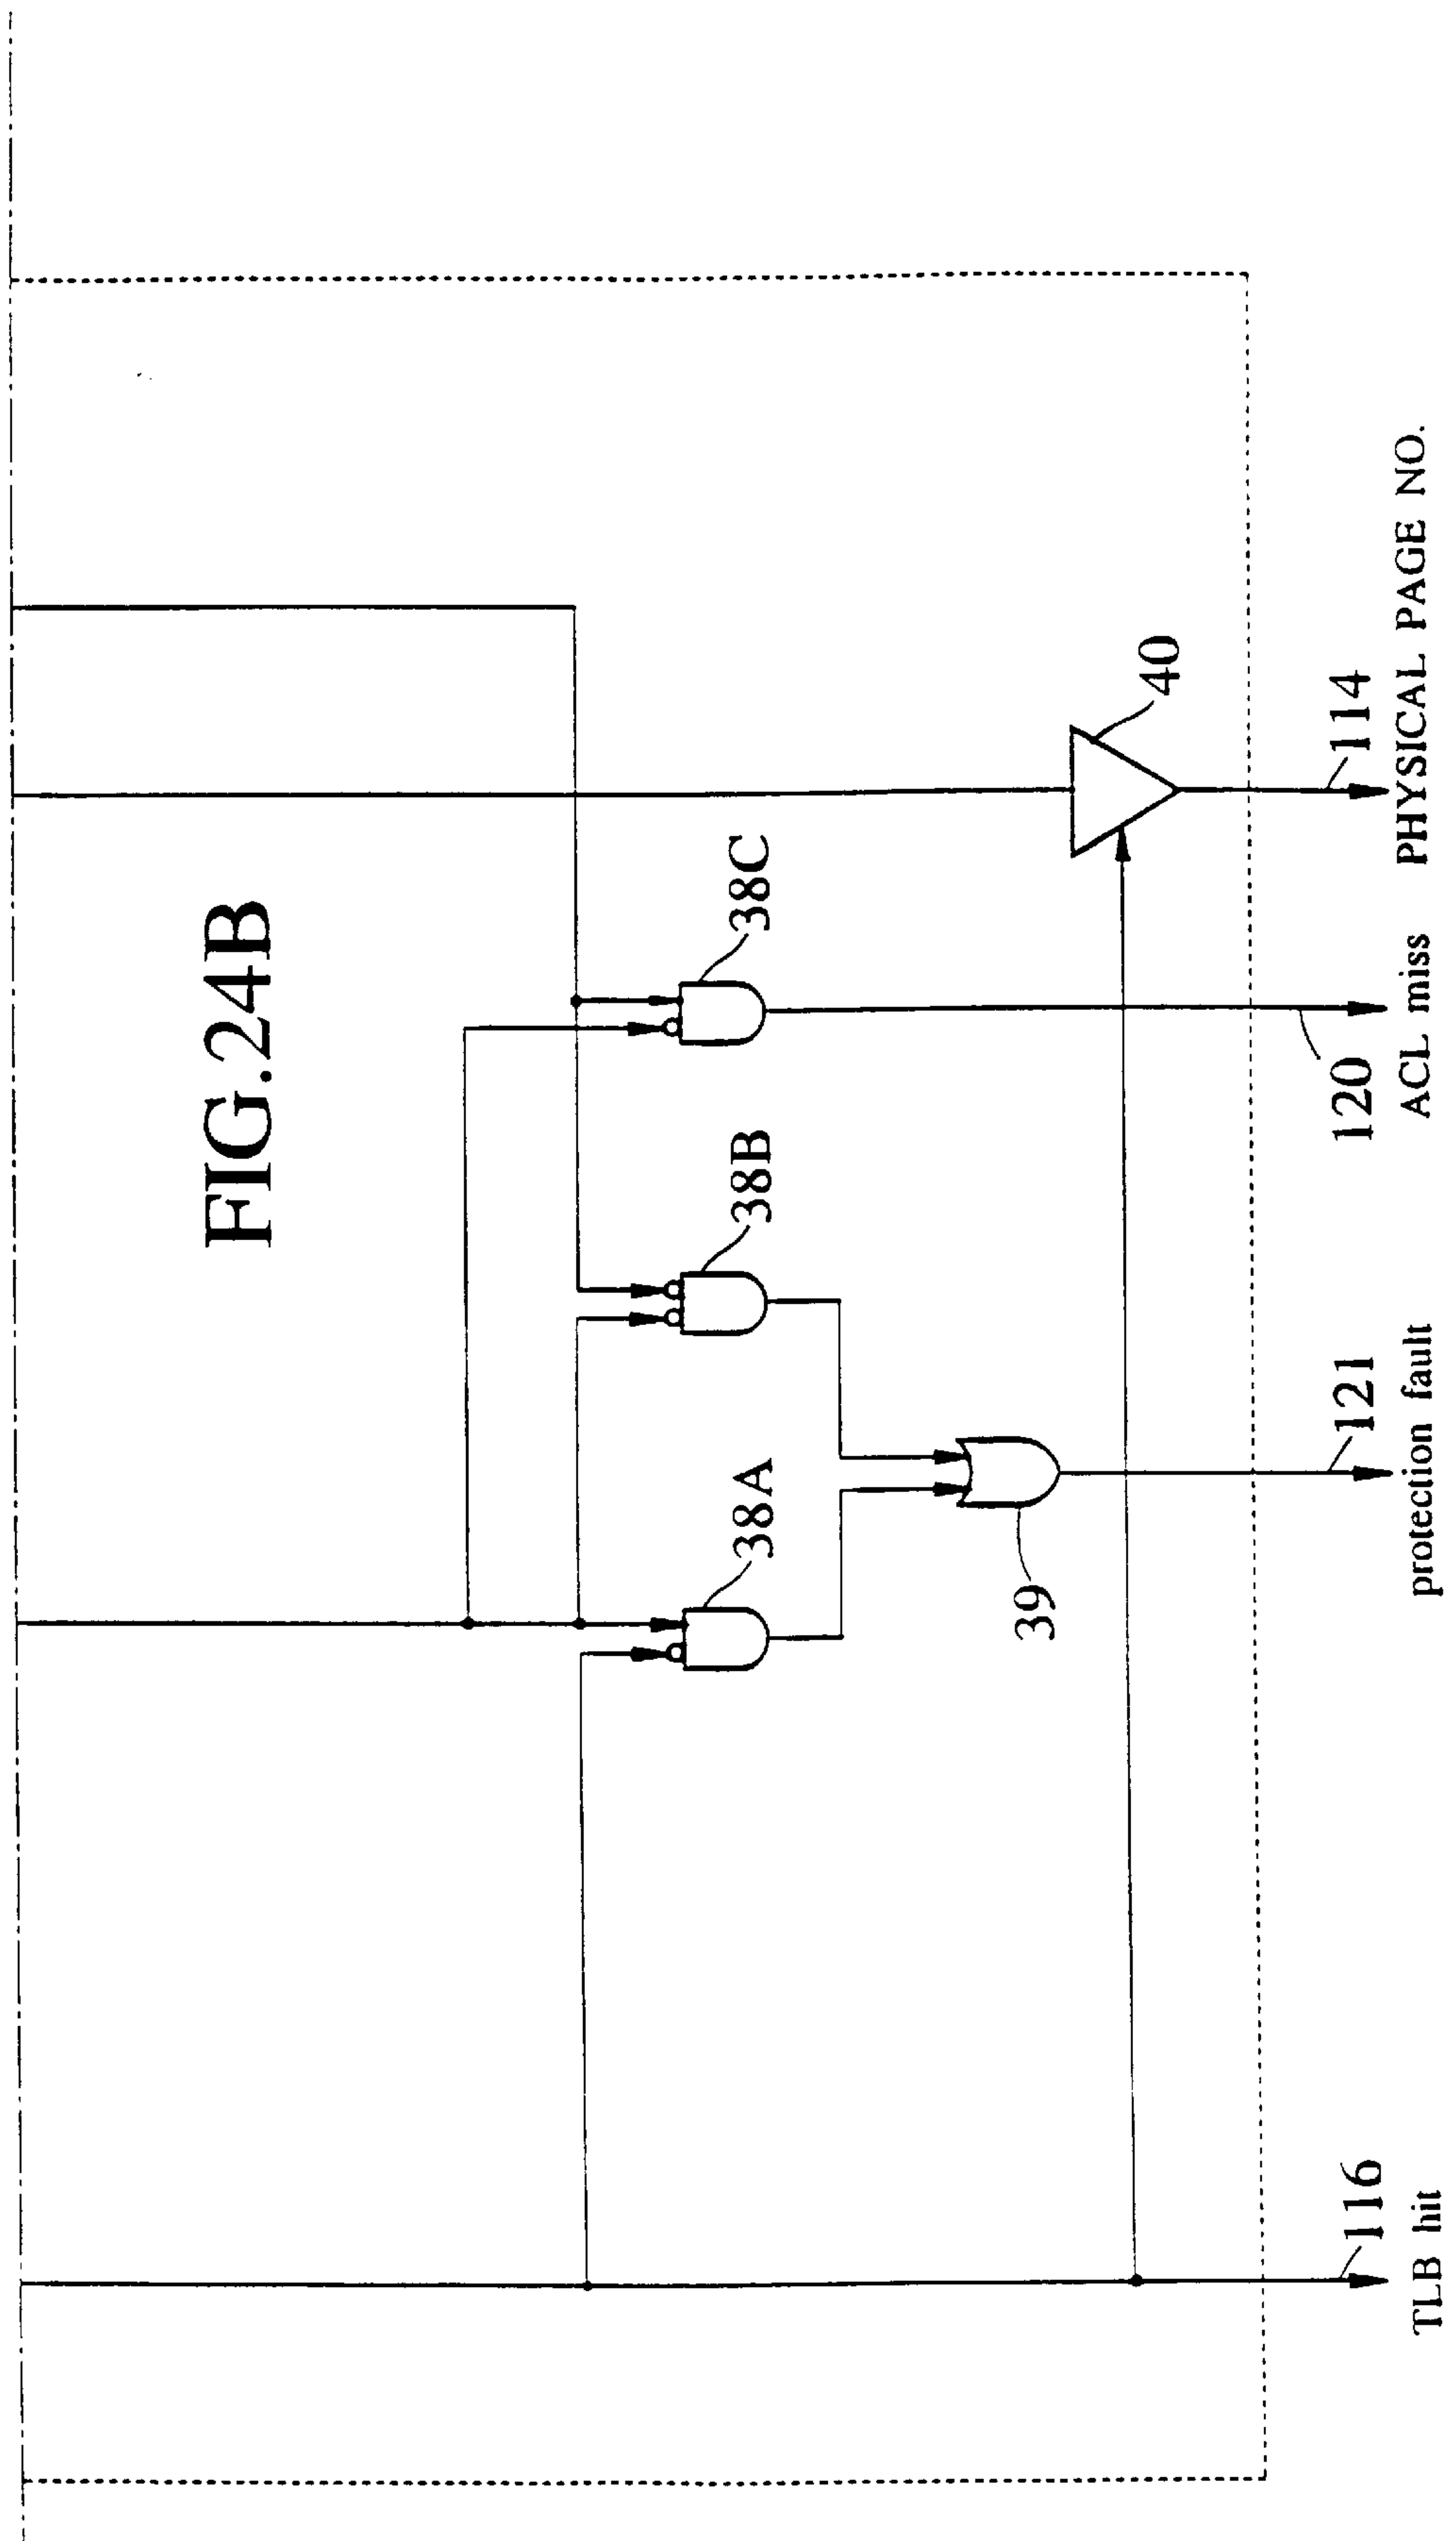 FIG.24B
38A
38B
38C
39
40
116
TLB hit
121
protection fault
120
ACL miss
114
PHYSICAL PAGE NO.